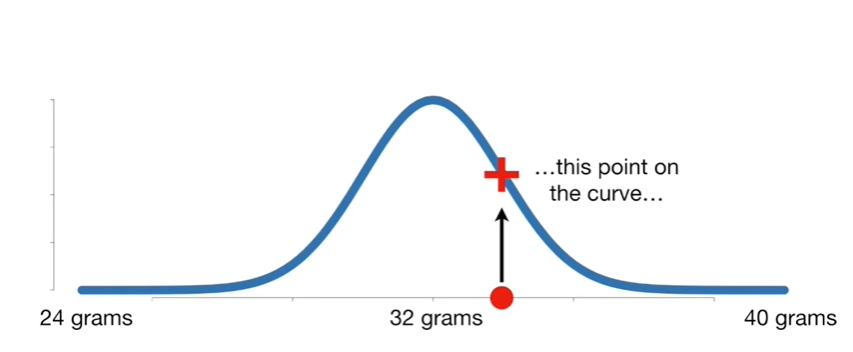 …this point on
the curve…
24 grams
32 grams
40 grams